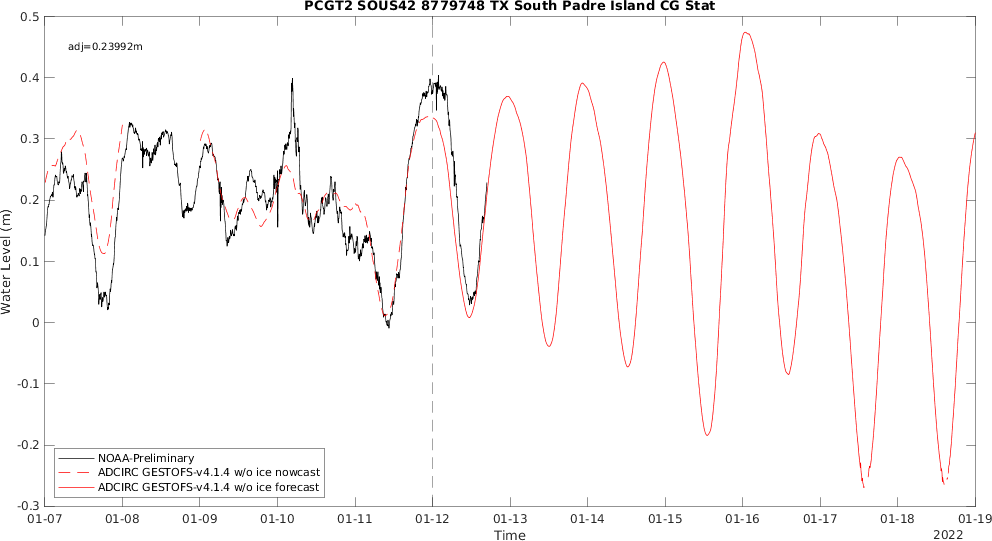 PCGT2 SOUS42 8779748 TX South Padre Island CG Stat
adj=0.23992m
Water Level (m)
0.5
0.4
0.3
0.2
0.1
0
-0.1
-0.2
-0.3
NOAA-Preliminary
ADCIRC GESTOFS-v4.1.4 w/o ice nowcast
ADCIRC GESTOFS-v4.1.4 w/o ice forecast
01-07 01-08 01-09 01-10 01-11 01-12 01-13 01-14 01-15 01-16 01-17 01-18 01-19
Time
2022